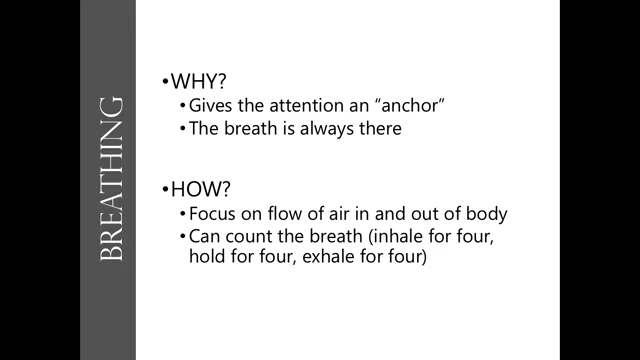 BREATHING
•WHY?
•Gives the attention an “anchor”
•The breath is always there
•HOW?
•Focus on flow of air in and out of body
•Can count the breath (inhale for four,
hold for four, exhale for four)